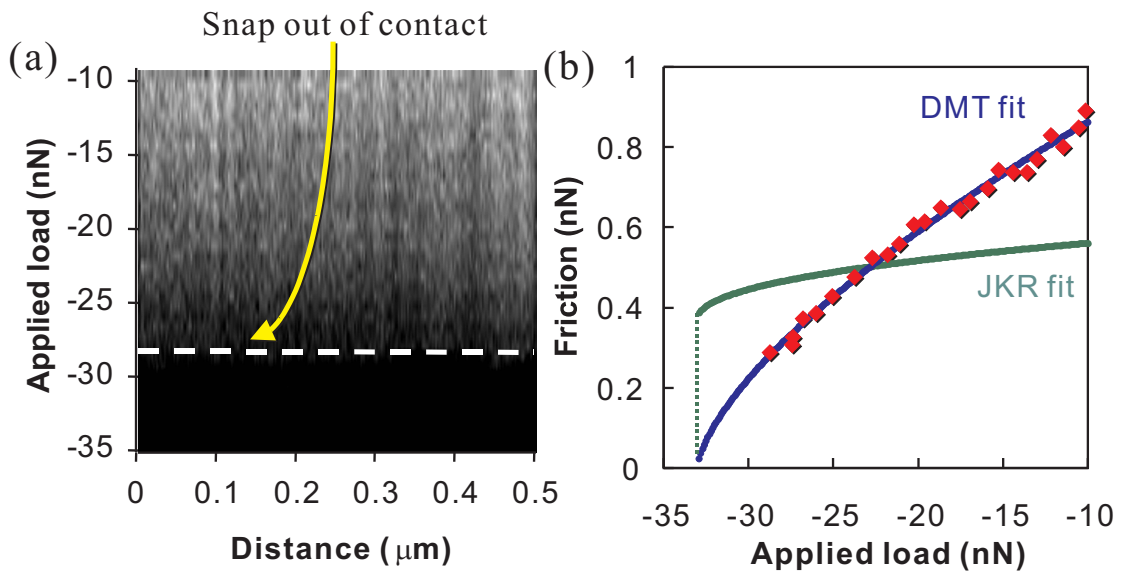 Snap out of contact
(a)
Applied load (nN)
-10
-15
-20
-25
-30
-35
0
0.1
0.2
0.3
0.4
0.5
Distance (μm)
(b)
Friction (nN)
1
0.8
0.6
0.4
0.2
0
DMT fit
JKR fit
-35
-30
-25
-20
-15
-10
Applied load (nN)